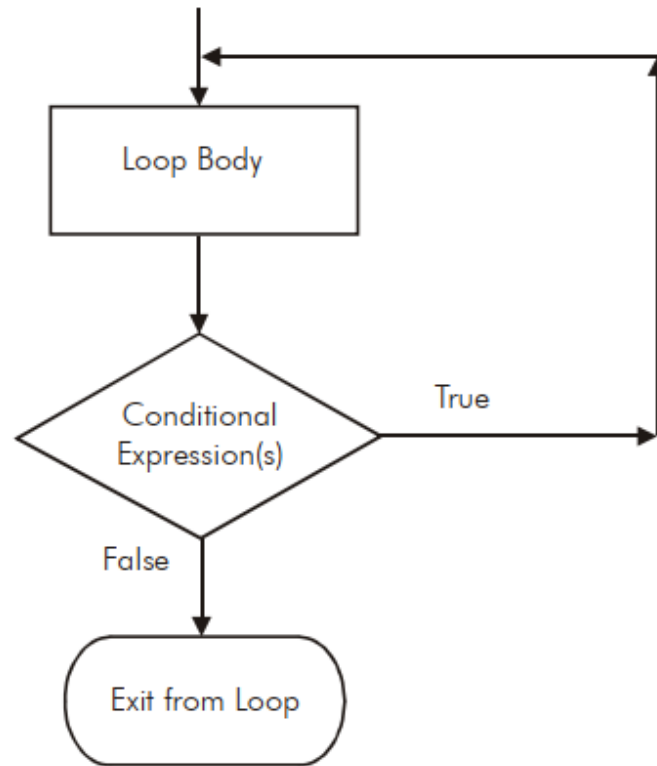 Loop Body
Conditional
Expression(s)
True
False
Exit from Loop